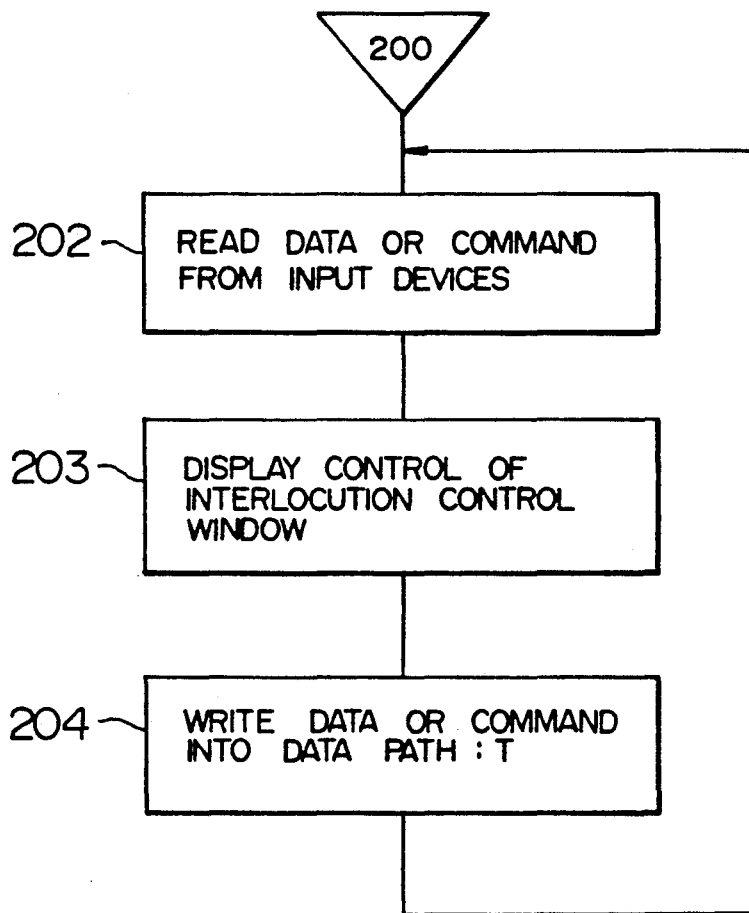 200
202
READ DATA OR COMMAND
FROM INPUT DEVICES
203
DISPLAY CONTROL OF
INTERLOCUTION CONTROL
WINDOW
204
WRITE DATA OR COMMAND
INTO DATA PATH : T